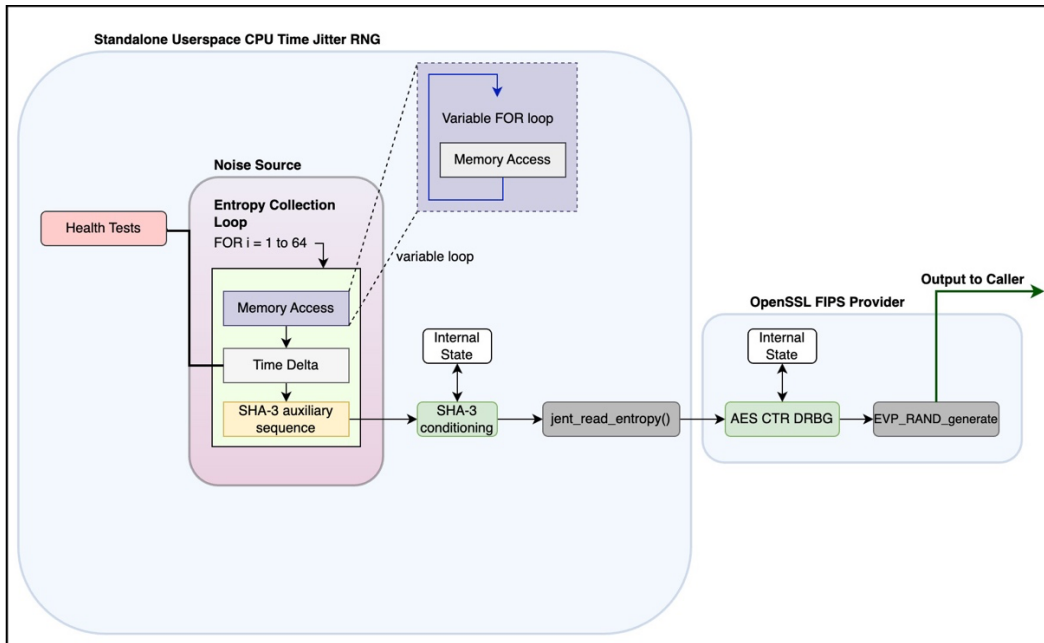 Standalone Userspace CPU Time Jitter RNG
Variable FOR loop
Memory Access
Noise Source
Entropy Collection
Loop
FOR i = 1 to 64
Health Tests
variable loop
Memory Access
Time Delta
SHA-3 auxiliary
sequence
Internal
State
SHA-3
conditioning
jent_read_entropy()
Output to Caller
OpenSSL FIPS Provider
Internal
State
AES CTR DRBG
EVP_RAND_generate